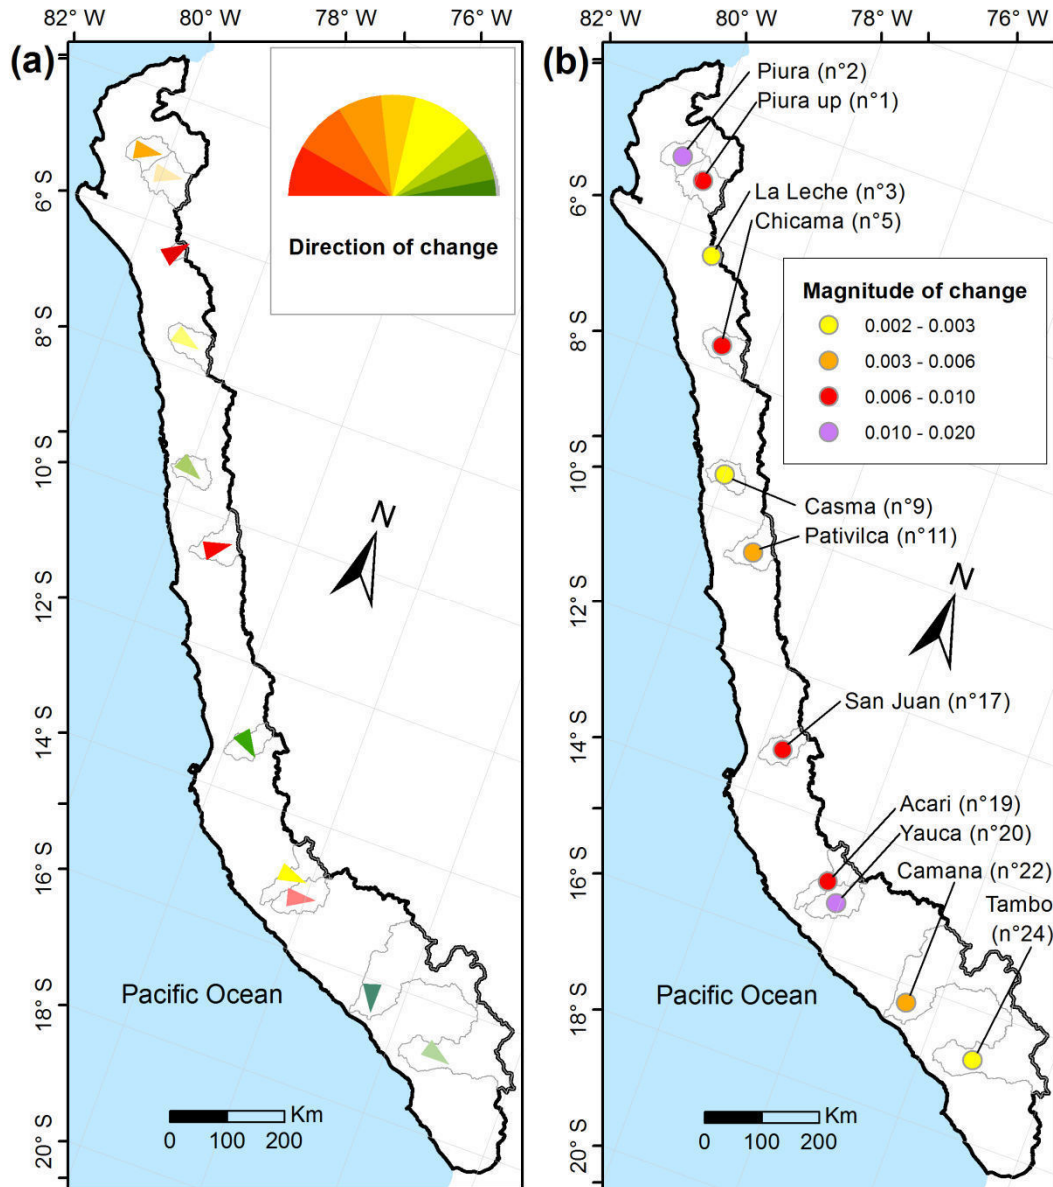 82° W 80° W 78° W 76° W
(a)
Direction of change
6° S
8° S
10° S
12° S
14° S
16° S
18° S
20° S
N
Pacific Ocean
Km
0 100 200
82° W 80° W 78° W 76° W
(b)
Piura (n°2)
Piura up (n°1)
La Leche (n°3)
Chicama (n°5)
Magnitude of change
0.002 - 0.003
0.003 - 0.006
0.006 - 0.010
0.010 - 0.020
Casma (n°9)
Pativilca (n°11)
N
San Juan (n°17)
Acari (n°19)
Yauca (n°20)
Camana (n°22)
Tambo
(n°24)
6° S
8° S
10° S
12° S
14° S
16° S
18° S
20° S
Pacific Ocean
Km
0 100 200